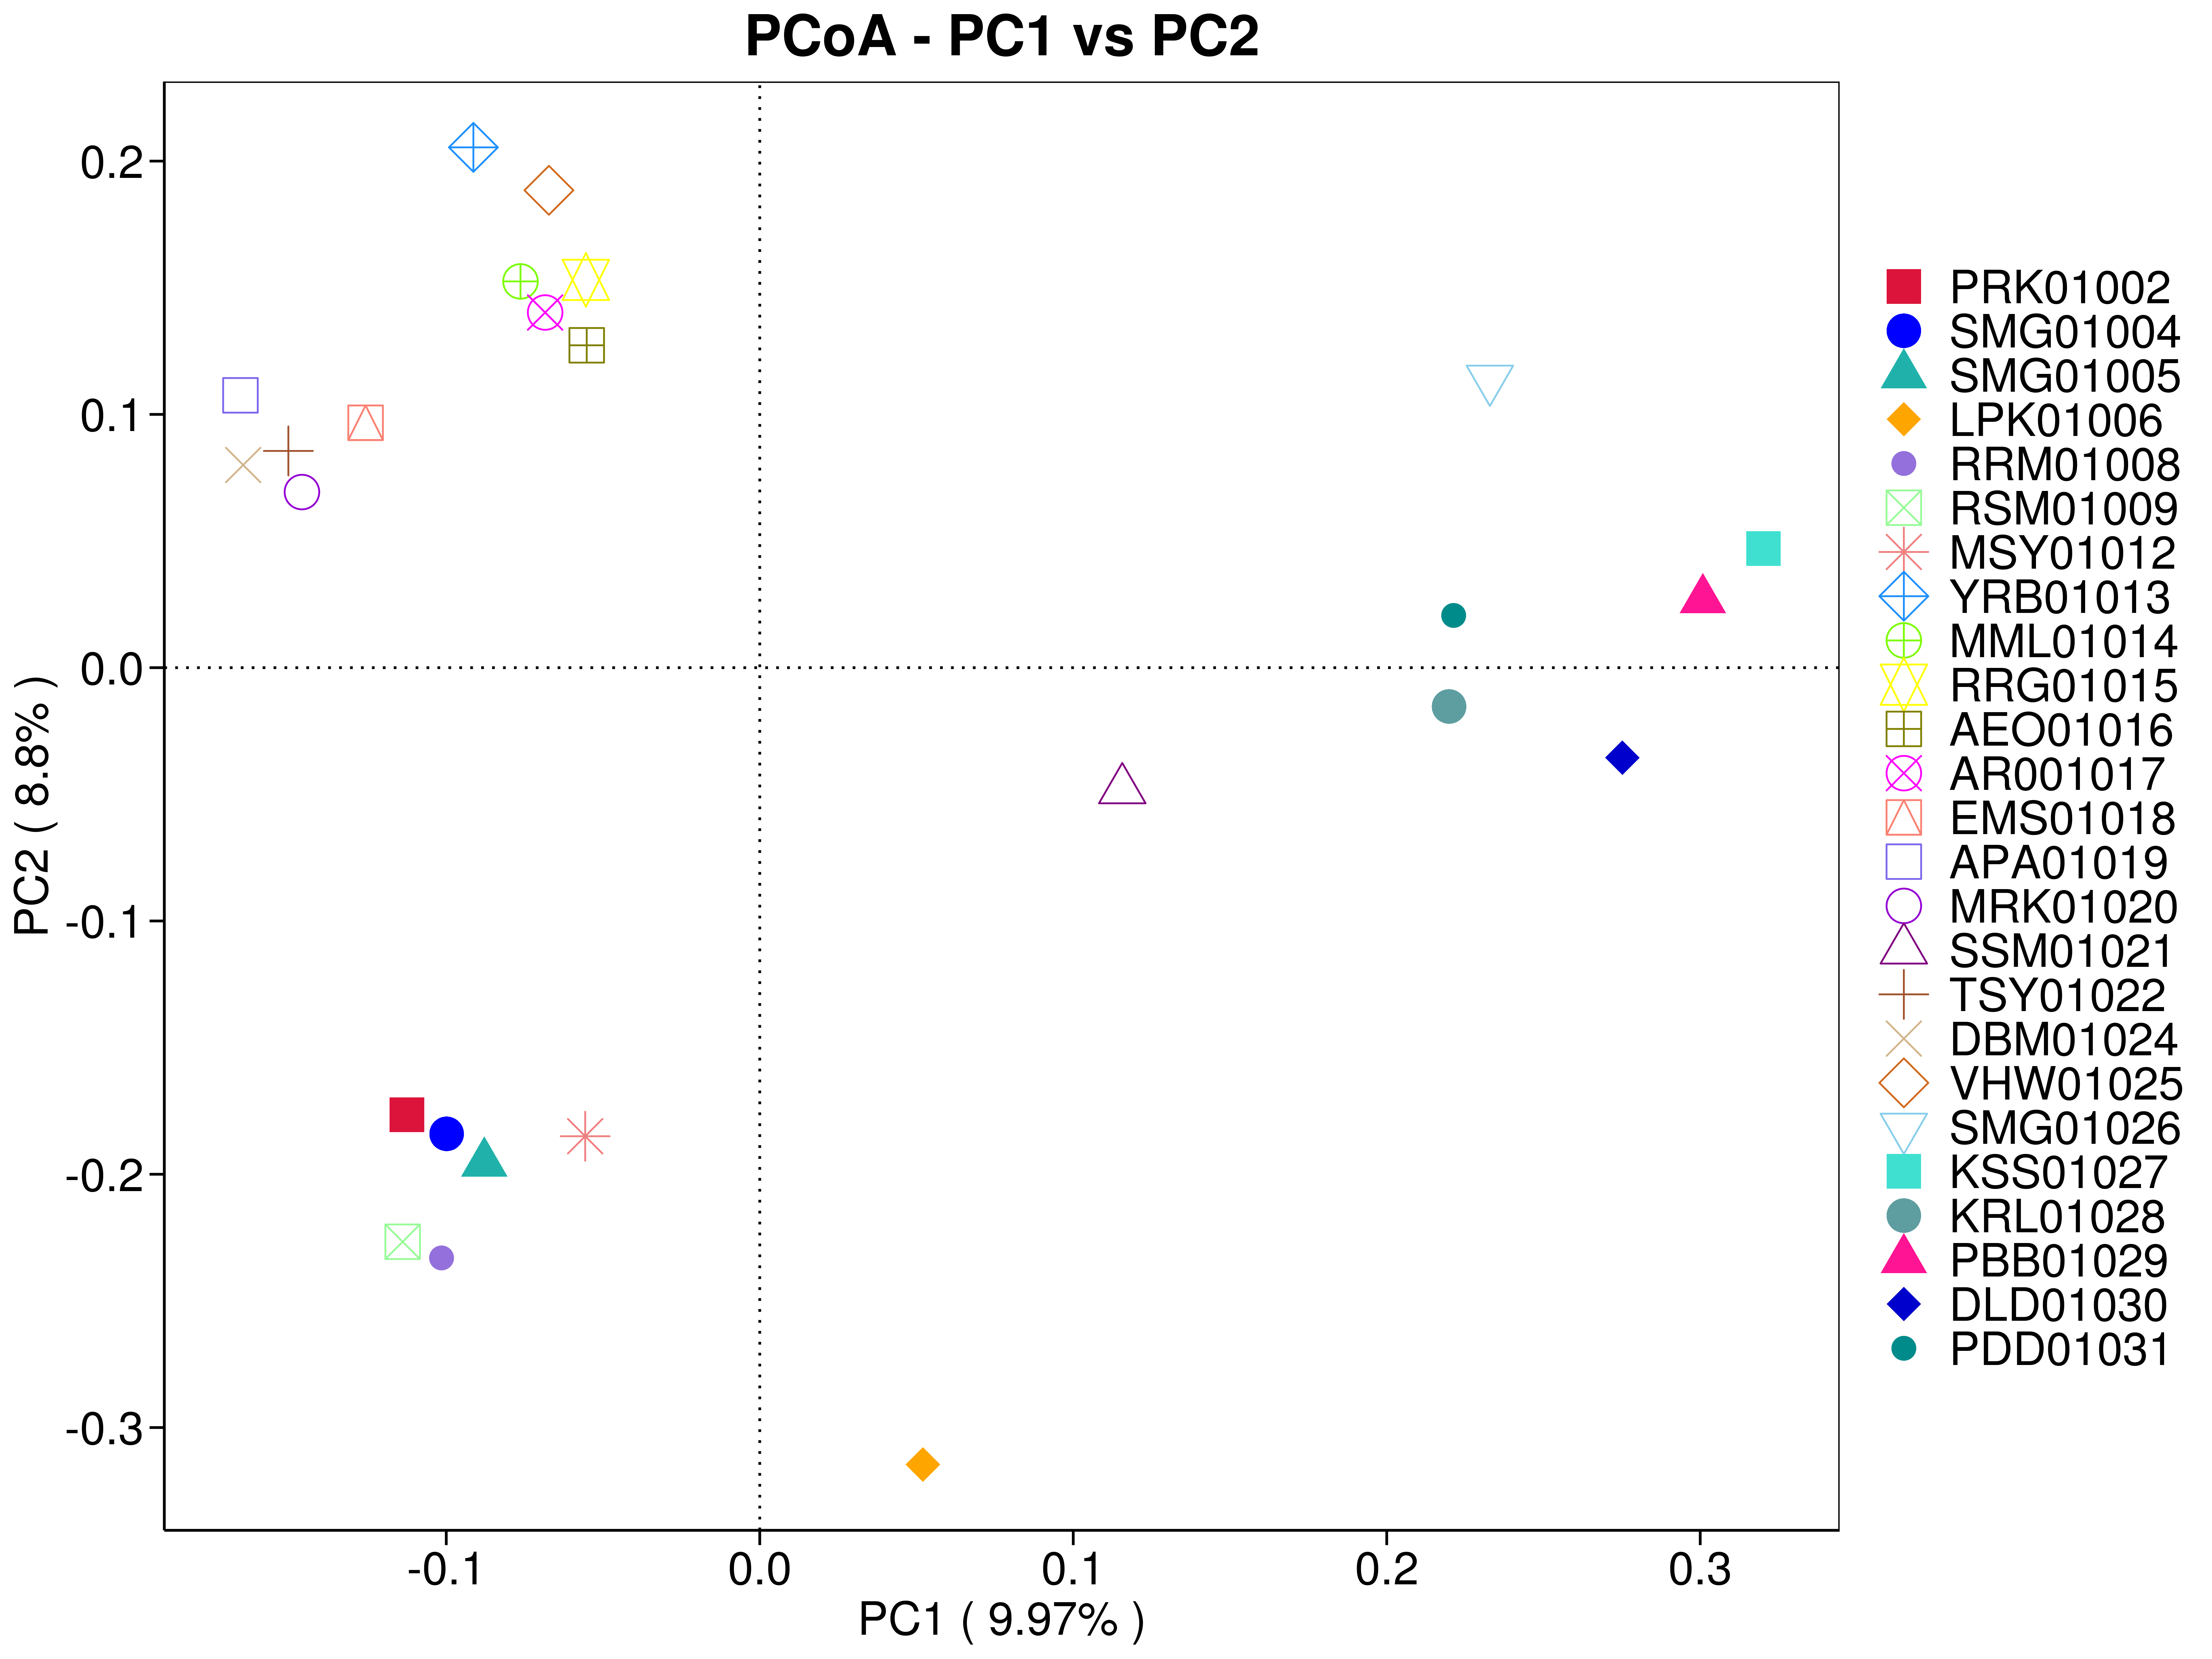 PCoA - PC1 vs PC2
0.2
0.1
0.0
-0.1
-0.2
-0.3
PC2 ( 8.8% )
-0.1
0.0
0.1
0.2
0.3
PC1 ( 9.97% )
PRK01002
SMG01004
SMG01005
LPK01006
RRM01008
RSM01009
MSY01012
YRB01013
MML01014
RRG01015
AEO01016
AR001017
EMS01018
APA01019
MRK01020
SSM01021
TSY01022
DBM01024
VHW01025
SMG01026
KSS01027
KRL01028
PBB01029
DLD01030
PDD01031